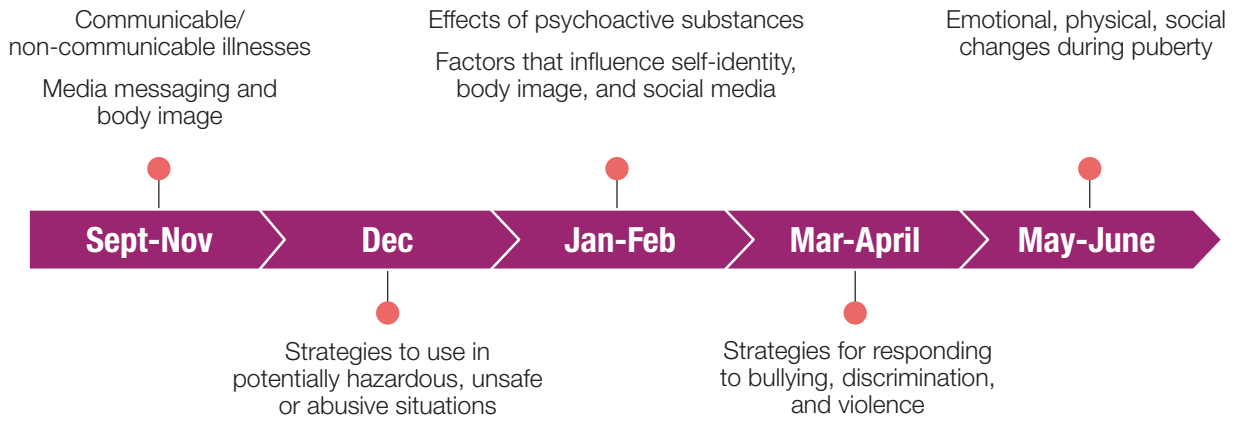 Communicable/
non-communicable illnesses
Media messaging and
body image
Effects of psychoactive substances
Factors that influence self-identity,
body image, and social media
Emotional, physical, social
changes during puberty
Sept-Nov
Dec
Jan-Feb
Mar-April
May-June
Strategies to use in
potentially hazardous, unsafe
or abusive situations
Strategies for responding
to bullying, discrimination,
and violence